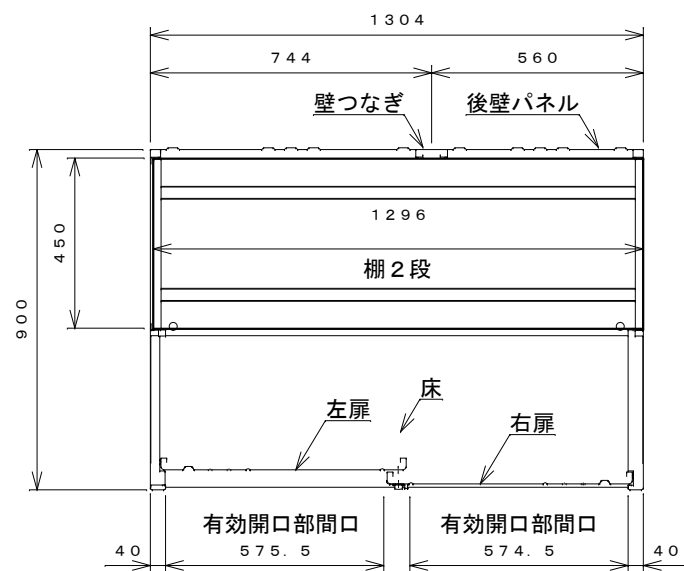 1304
744 560
壁つなぎ 後壁パネル
1296
450
棚２段
900
床
左扉
右扉
有効開口部間口 有効開口部間口
40 575.5 574.5 40